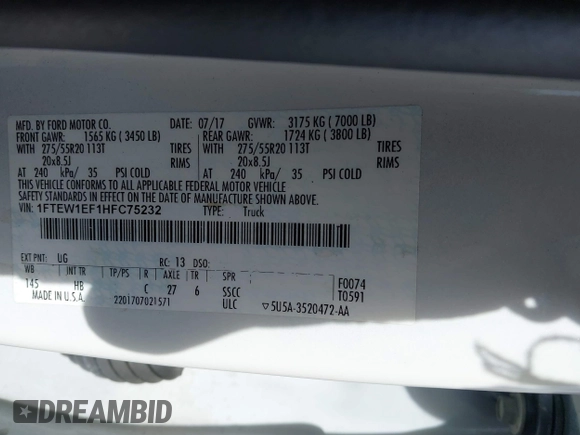 MFD. BY FORD MOTOR CO. DATE: 07/17 GVWR: 3175 KG ( 7000 LB)
FRONT GAWR: 1565 KG ( 3450 LB) REAR GAWR: 1724 KG ( 3800 LB)
WITH 275/55R20 113T TIRES WITH 275/55R20 113T TIRES
20x8.5J RIMS 20x8.5J RIMS
AT 240 kPa/ 35 PSI COLD AT 240 kPa/ 35 PSI COLD
THIS VEHICLE CONFORMS TO ALL APPLICABLE FEDERAL MOTOR VEHICLE
SAFETY STANDARDS IN EFFECT ON THE DATE OF MANUFACTURE SHOWN ABOVE.
VIN: 1FTEW1EF1HFC75232 TYPE: Truck
EXT PNT: UG RC: 13 DSO:
WB TP/PS R AXLE TR SPR F0074
145 HB C 27 6 SSCC T0591
MADE IN U.S.A. 2201707021571 ULC ▽5U5A-3520472-AA
DREAMBID